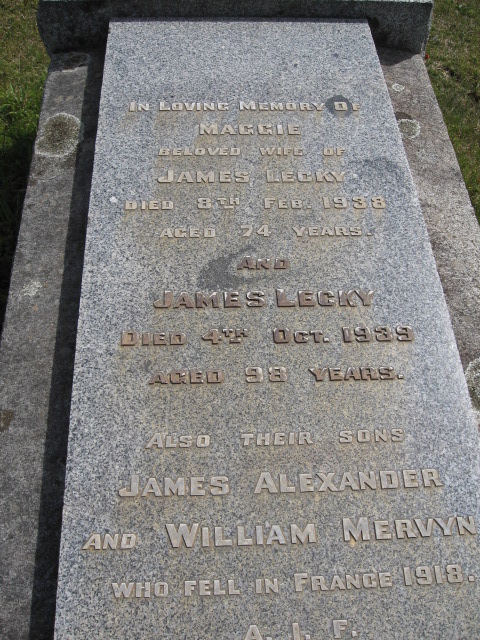 In Loving Memory Of
Maggie
Beloved Wife of
James Lecky
Died 8th Feb. 1938
Aged 74 Years.
And
James Lecky
Died 4th Oct. 1939
Aged 98 Years.
Also Their Sons
James Alexander
and William Mervyn
who fell in France 1918.
A. I. F.